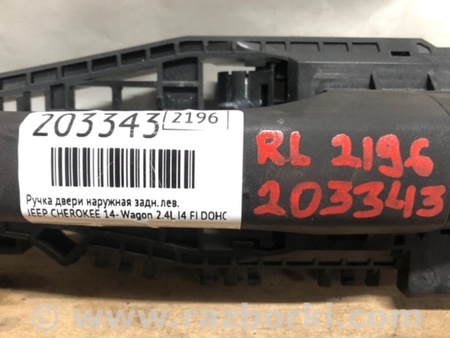 203343 2196
Ручка двери наружная задн.лев.
JEEP CHEROKEE 14- Wagon 2.4L I4 FI DOHC
RL 2196
203343
www.razborki.com